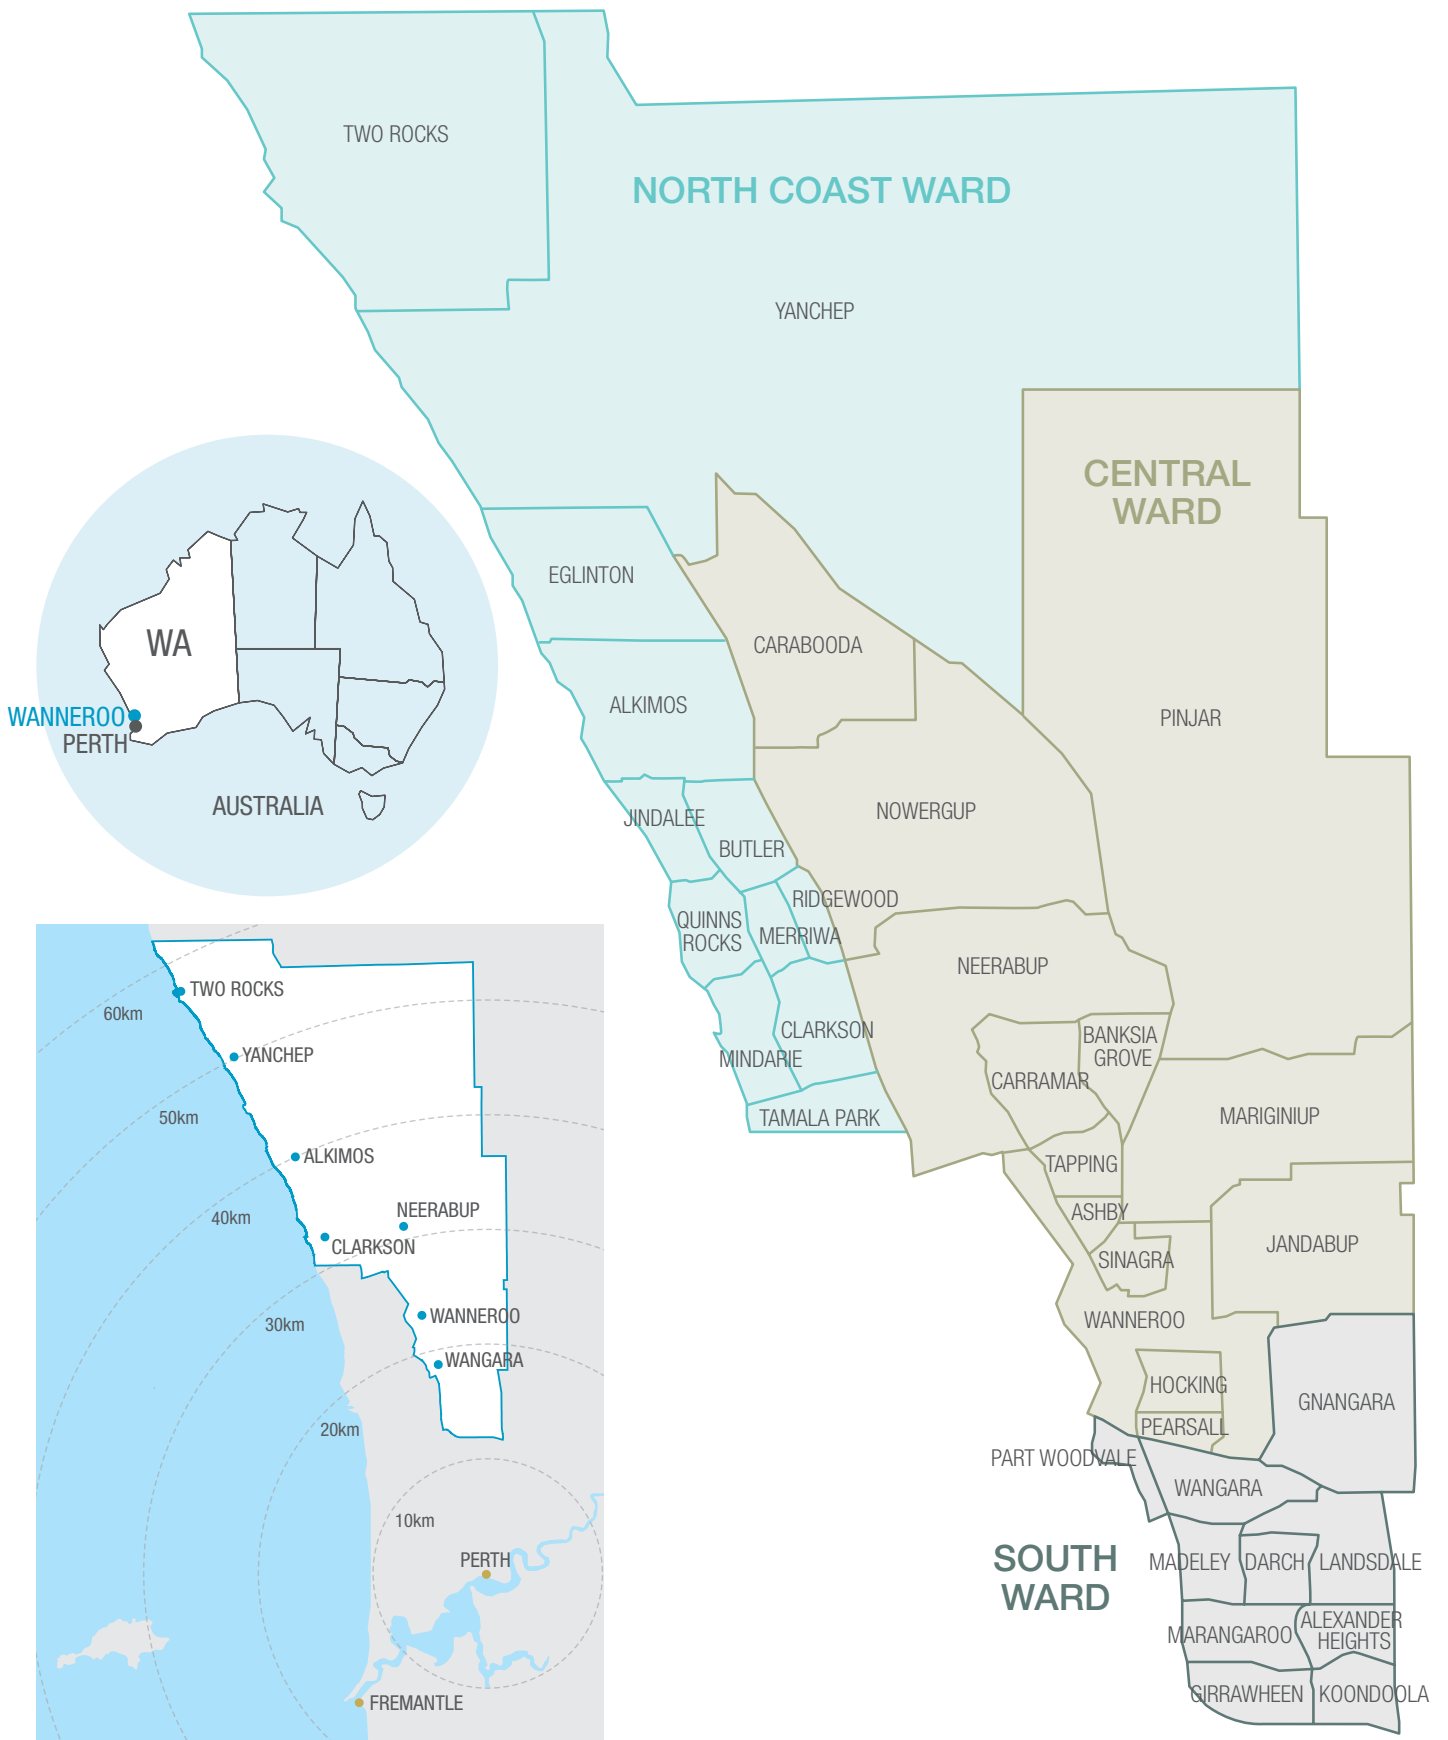 TWO ROCKS
NORTH COAST WARD
YANCHEP
CENTRAL
WARD
EGLINTON
CARABOODA
ALKIMOS
PINJAR
NOWERGUP
JINDALEE
BUTLER
RIDGEWOOD
QUINNS
ROCKS
MERRIWA
NEERABUP
CLARKSON
MINDARIE
BANKSIA
GROVE
CARRAMAR
TAMALA PARK
MARIGINIUP
TAPPING
ASHBY
SINAGRA
JANDABUP
WANNEROO
HOCKING
PEARSALL
GNANGARA
PART WOODVALE
WANGARA
SOUTH
WARD
MADELEY
DARCH
LANDSDALE
MARANGAROO
ALEXANDER
HEIGHTS
GIRRAWHEEN
KOONDOOLA
WA
WANNEROO
PERTH
AUSTRALIA
TWO ROCKS
60km
YANCHEP
50km
ALKIMOS
40km
NEERABUP
CLARKSON
30km
WANNEROO
WANGARA
20km
10km
PERTH
FREMANTLE